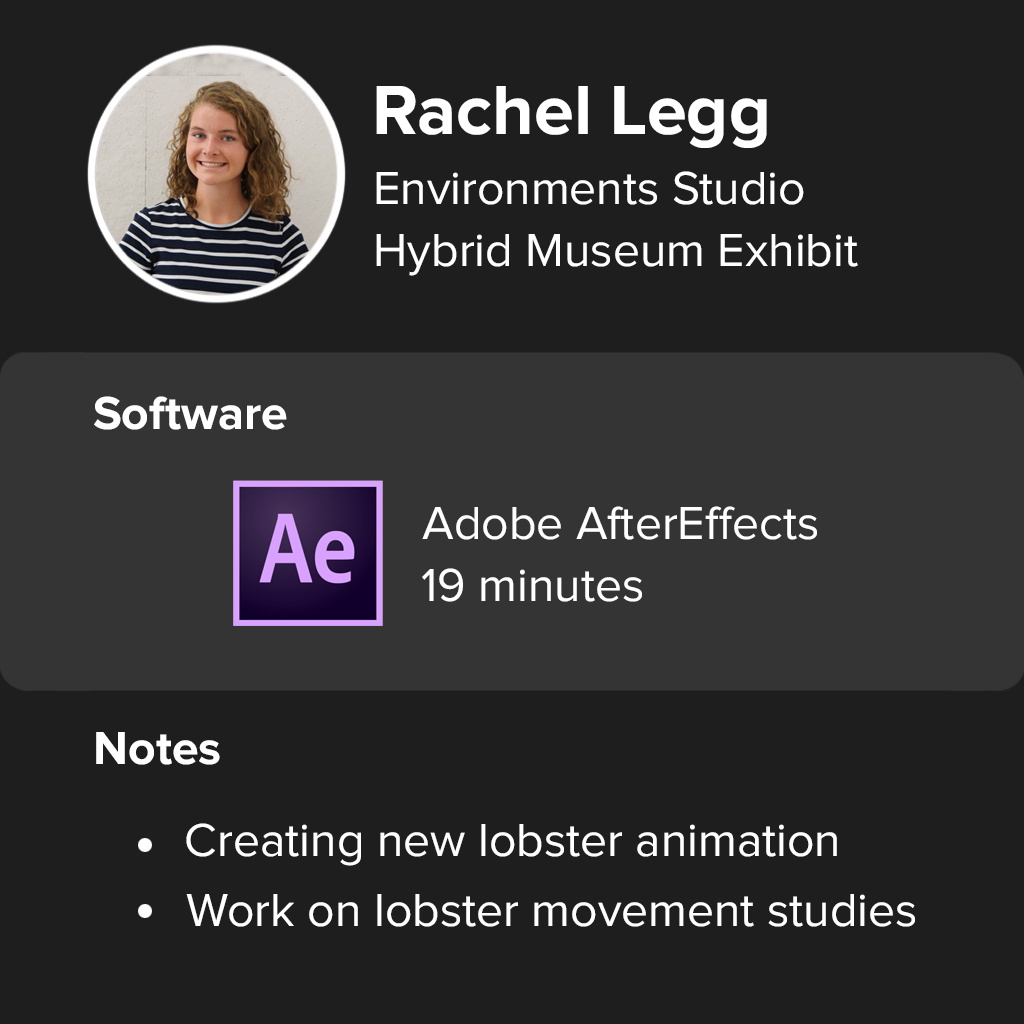 Rachel Legg
Environments Studio
Hybrid Museum Exhibit
Software
Ae
Adobe AfterEffects
19 minutes
Notes
• Creating new lobster animation
• Work on lobster movement studies